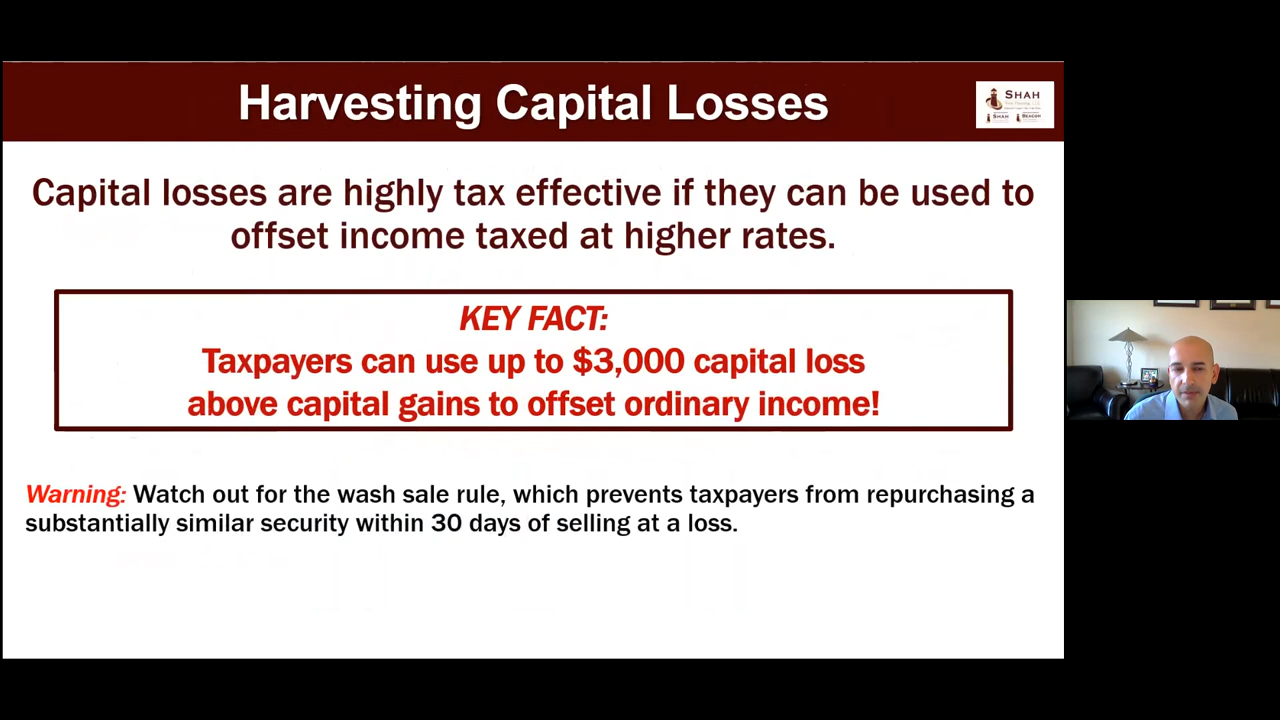 Harvesting Capital Losses
SHAH
SHAH
BEACON
Capital losses are highly tax effective if they can be used to
offset income taxed at higher rates.
KEY FACT:
Taxpayers can use up to $3,000 capital loss
above capital gains to offset ordinary income!
Warning: Watch out for the wash sale rule, which prevents taxpayers from repurchasing a
substantially similar security within 30 days of selling at a loss.